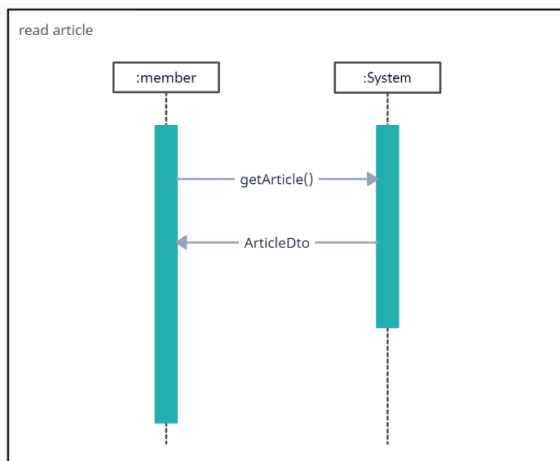 read article
:member
:System
getArticle()
ArticleDto